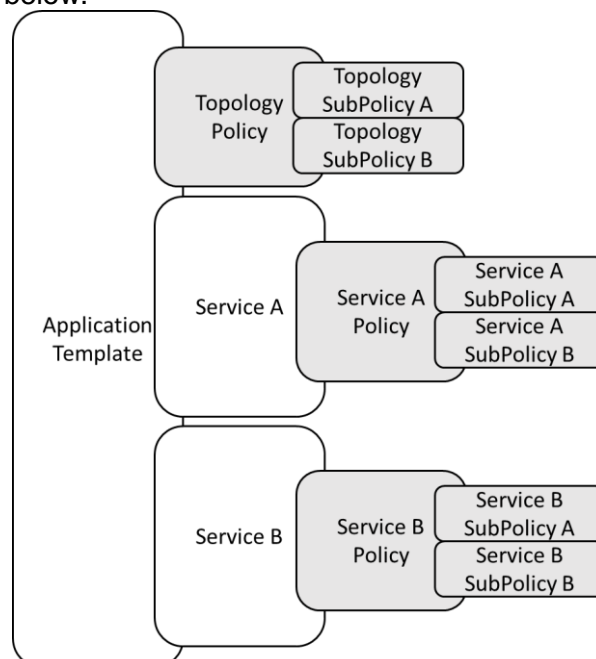 below.
Topology
SubPolicy A
Topology
Policy
Topology
SubPolicy B
Service A
SubPolicy A
Service A
Service A
Policy
Service A
SubPolicy B
Application
Template
Service B
SubPolicy A
Service B
Service B
Policy
Service B
SubPolicy B